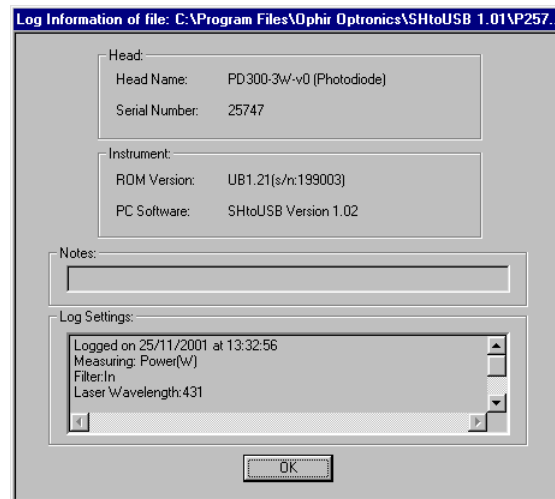 Log Information of file: C:\Program Files\Ophir Optronics\SHtoUSB 1.01\P257..
Head:
Head Name: PD300-3W-v0 (Photodiode)
Serial Number: 25747
Instrument:
ROM Version: UB1.21(s/n:199003)
PC Software: SHtoUSB Version 1.02
Notes:
Log Settings:
Logged on 25/11/2001 at 13:32:56
Measuring: Power(W)
Filter:In
Laser Wavelength:431
OK